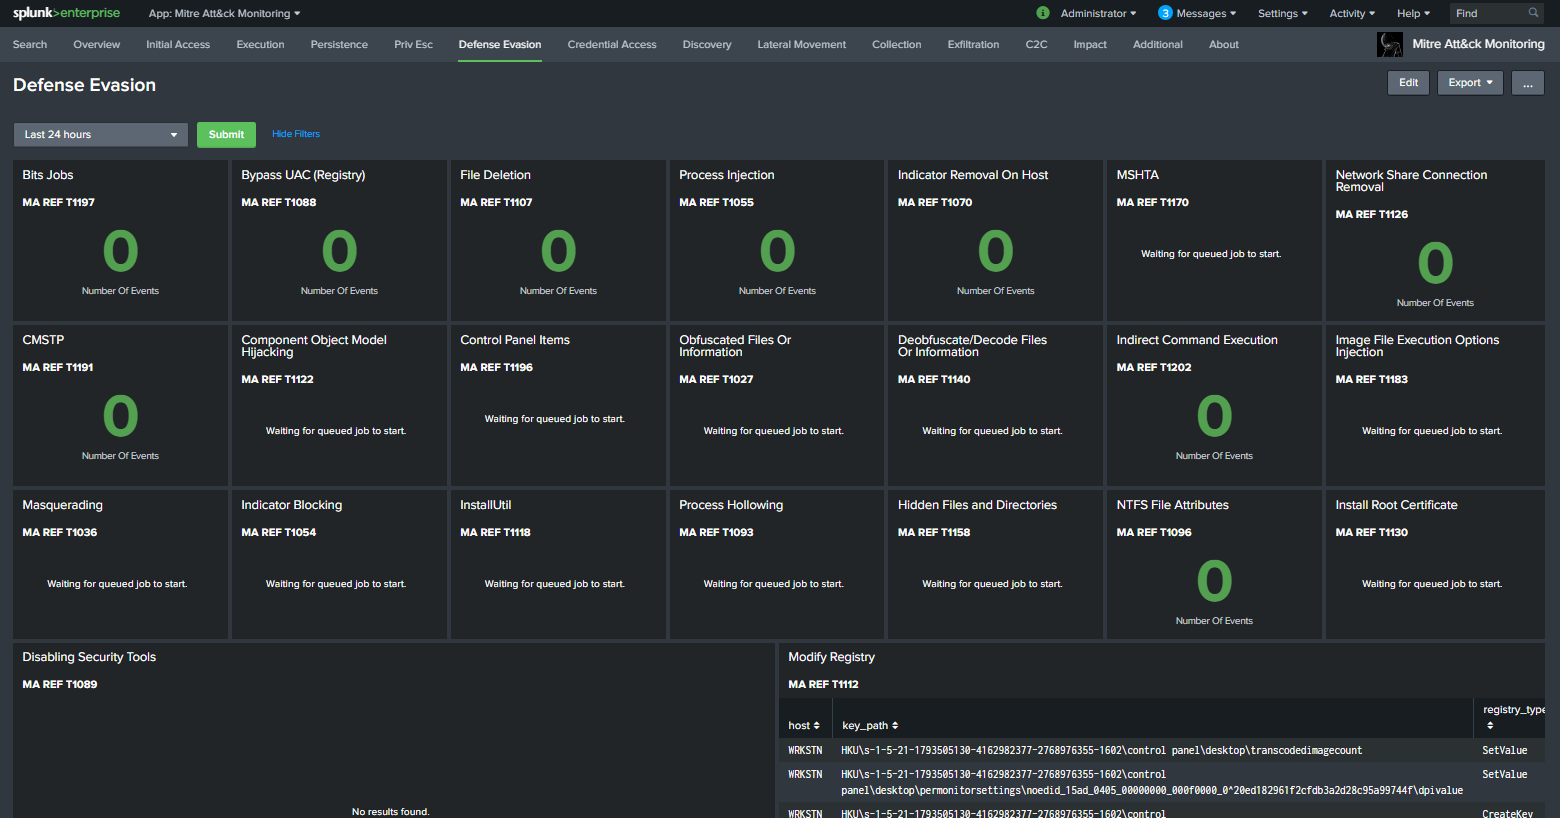 splunk>enterprise App: Mitre Att&ck Monitoring
i Administrator 3 Messages Settings Activity Help Find
Search Overview Initial Access Execution Persistence Priv Esc Defense Evasion Credential Access Discovery Lateral Movement Collection Exfiltration C2C Impact Additional About Mitre Att&ck Monitoring
Defense Evasion
Edit Export ...
Last 24 hours Submit Hide Filters
Bits Jobs
MA REF T1197
0
Number Of Events
Bypass UAC (Registry)
MA REF T1088
0
Number Of Events
File Deletion
MA REF T1107
0
Number Of Events
Process Injection
MA REF T1055
0
Number Of Events
Indicator Removal On Host
MA REF T1070
0
Number Of Events
MSHTA
MA REF T1170
Waiting for queued job to start.
Network Share Connection
Removal
MA REF T1126
0
Number Of Events
CMSTP
MA REF T1191
0
Number Of Events
Component Object Model
Hijacking
MA REF T1122
Waiting for queued job to start.
Control Panel Items
MA REF T1196
Waiting for queued job to start.
Obfuscated Files Or
Information
MA REF T1027
Waiting for queued job to start.
Deobfuscate/Decode Files
Or Information
MA REF T1140
Waiting for queued job to start.
Indirect Command Execution
MA REF T1202
0
Number Of Events
Image File Execution Options
Injection
MA REF T1183
Waiting for queued job to start.
Masquerading
MA REF T1036
Waiting for queued job to start.
Indicator Blocking
MA REF T1054
Waiting for queued job to start.
InstallUtil
MA REF T1118
Waiting for queued job to start.
Process Hollowing
MA REF T1093
Waiting for queued job to start.
Hidden Files and Directories
MA REF T1158
Waiting for queued job to start.
NTFS File Attributes
MA REF T1096
0
Number Of Events
Install Root Certificate
MA REF T1130
Waiting for queued job to start.
Disabling Security Tools
MA REF T1089
No results found.
Modify Registry
MA REF T1112
host key_path registry_type
WRKSTN HKU\s-1-5-21-1793505130-4162982377-2768976355-1602\control panel\desktop\transcodedimagecount SetValue
WRKSTN HKU\s-1-5-21-1793505130-4162982377-2768976355-1602\control SetValue
panel\desktop\permonitorsettings\noedid_15ad_0405_00000000_000f0000_0^20ed182961f2cfdb3a2d28c95a99744f\dpivalue
WRKSTN HKU\s-1-5-21-1793505130-4162982377-2768976355-1602\control CreateKey